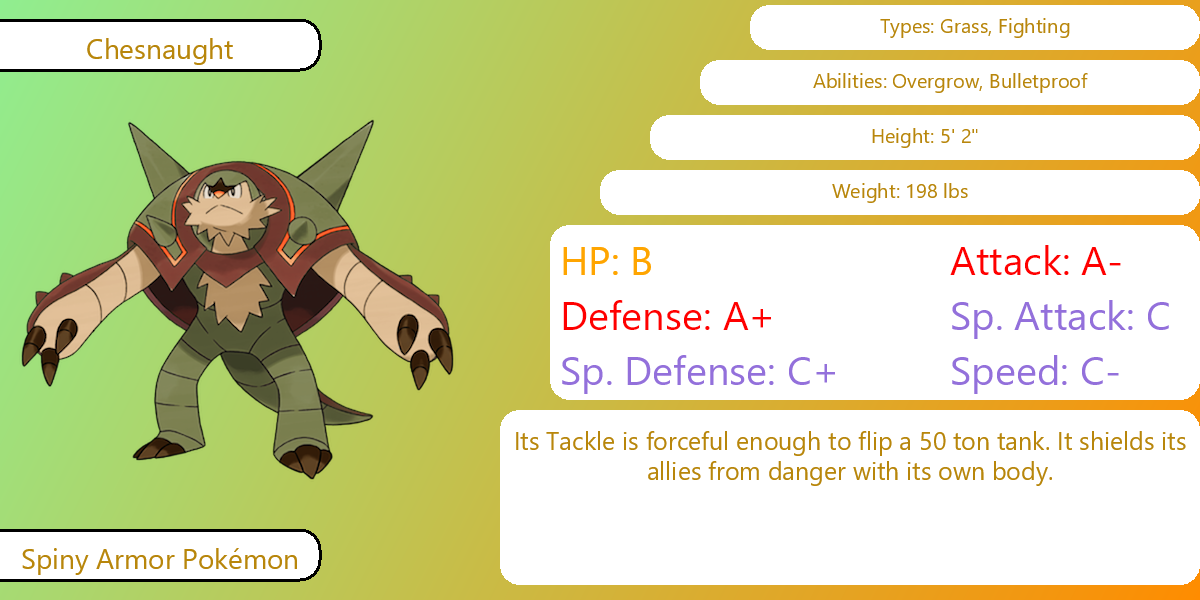 Chesnaught
Types: Grass, Fighting
Abilities: Overgrow, Bulletproof
Height: 5' 2"
Weight: 198 lbs
HP: B
Attack: A-
Defense: A+
Sp. Attack: C
Sp. Defense: C+
Speed: C-
Its Tackle is forceful enough to flip a 50 ton tank. It shields its
allies from danger with its own body.
Spiny Armor Pokémon